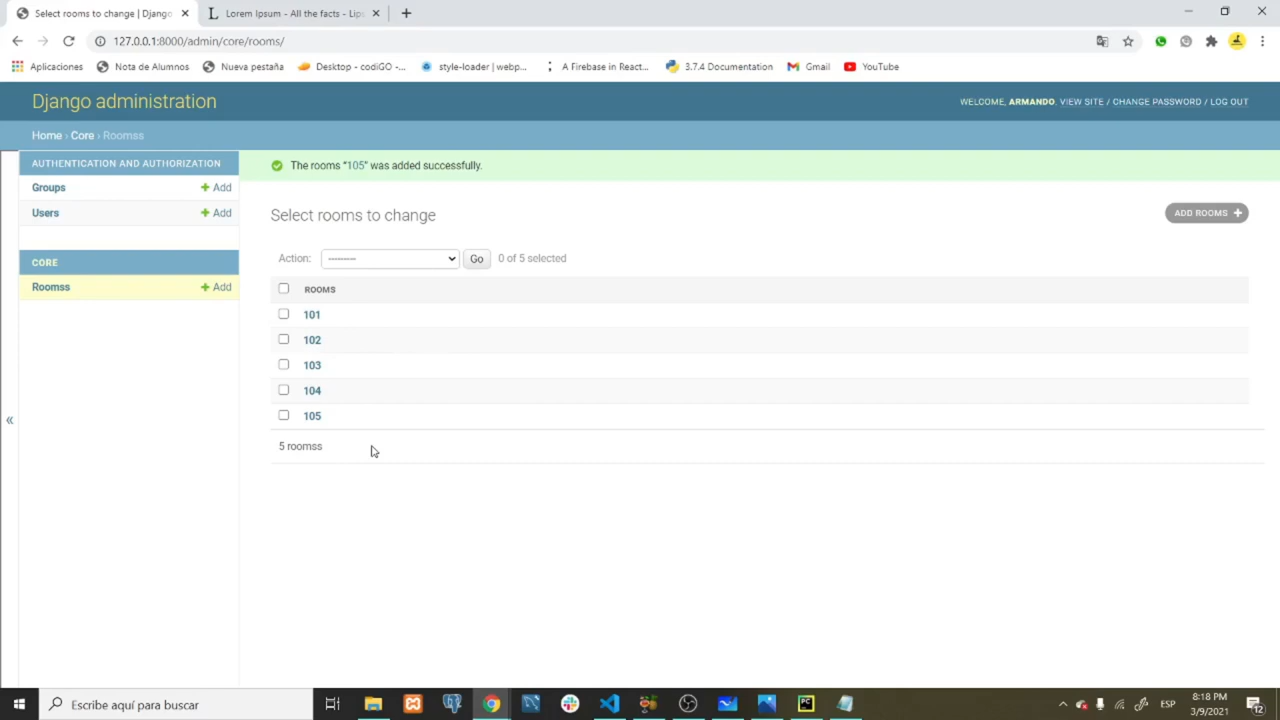 Select rooms to change | Django
Lorem Ipsum - All the facts - Lips
127.0.0.1:8000/admin/core/rooms/
Aplicaciones
Nota de Alumnos
Nueva pestaña
Desktop - codiGO -...
style-loader | webp...
A Firebase in React...
3.7.4 Documentation
Gmail
YouTube
Django administration
WELCOME, ARMANDO. VIEW SITE / CHANGE PASSWORD / LOG OUT
Home › Core › Roomss
AUTHENTICATION AND AUTHORIZATION
Groups + Add
Users + Add
CORE
Roomss + Add
«
The rooms “105” was added successfully.
Select rooms to change
ADD ROOMS +
Action: --------- Go 0 of 5 selected
ROOMS
101
102
103
104
105
5 roomss
Escribe aquí para buscar
ESP
8:18 PM
3/9/2021
12